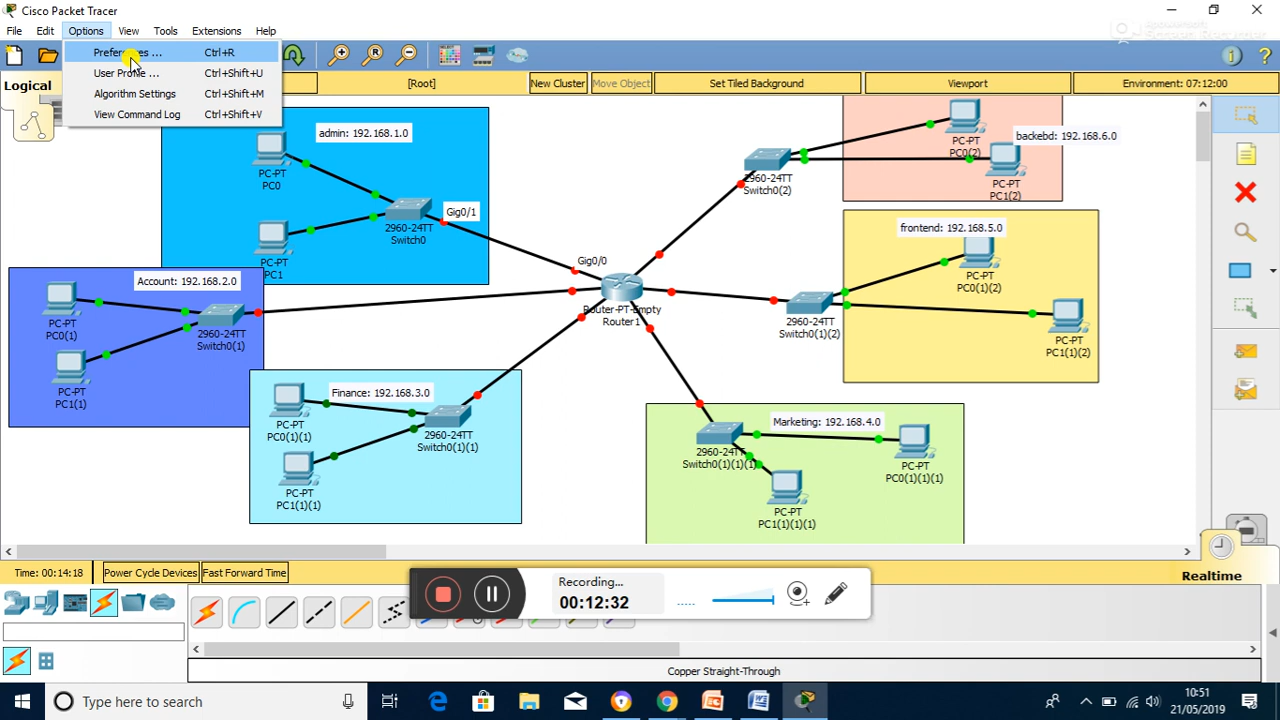 Cisco Packet Tracer
File Edit Options View Tools Extensions Help
Preferences ... Ctrl+R
User Profile ... Ctrl+Shift+U
Algorithm Settings Ctrl+Shift+M
View Command Log Ctrl+Shift+V
apowersoft
Screen Recorder
Logical
[Root]
New Cluster
Move Object
Set Tiled Background
Viewport
Environment: 07:12:00
admin: 192.168.1.0
PC-PT
PC0
PC-PT
PC1
2960-24TT
Switch0
Gig0/1
Gig0/0
Router-PT-Empty
Router1
2960-24TT
Switch0(2)
PC-PT
PC0(2)
backebd: 192.168.6.0
PC-PT
PC1(2)
frontend: 192.168.5.0
PC-PT
PC0(1)(2)
2960-24TT
Switch0(1)(2)
PC-PT
PC1(1)(2)
Account: 192.168.2.0
PC-PT
PC0(1)
2960-24TT
Switch0(1)
PC-PT
PC1(1)
Finance: 192.168.3.0
PC-PT
PC0(1)(1)
2960-24TT
Switch0(1)(1)
PC-PT
PC1(1)(1)
Marketing: 192.168.4.0
2960-24TT
Switch0(1)(1)(1)
PC-PT
PC0(1)(1)(1)
PC-PT
PC1(1)(1)(1)
Time: 00:14:18
Power Cycle Devices
Fast Forward Time
Realtime
Recording...
00:12:32
Copper Straight-Through
Type here to search
10:51
21/05/2019